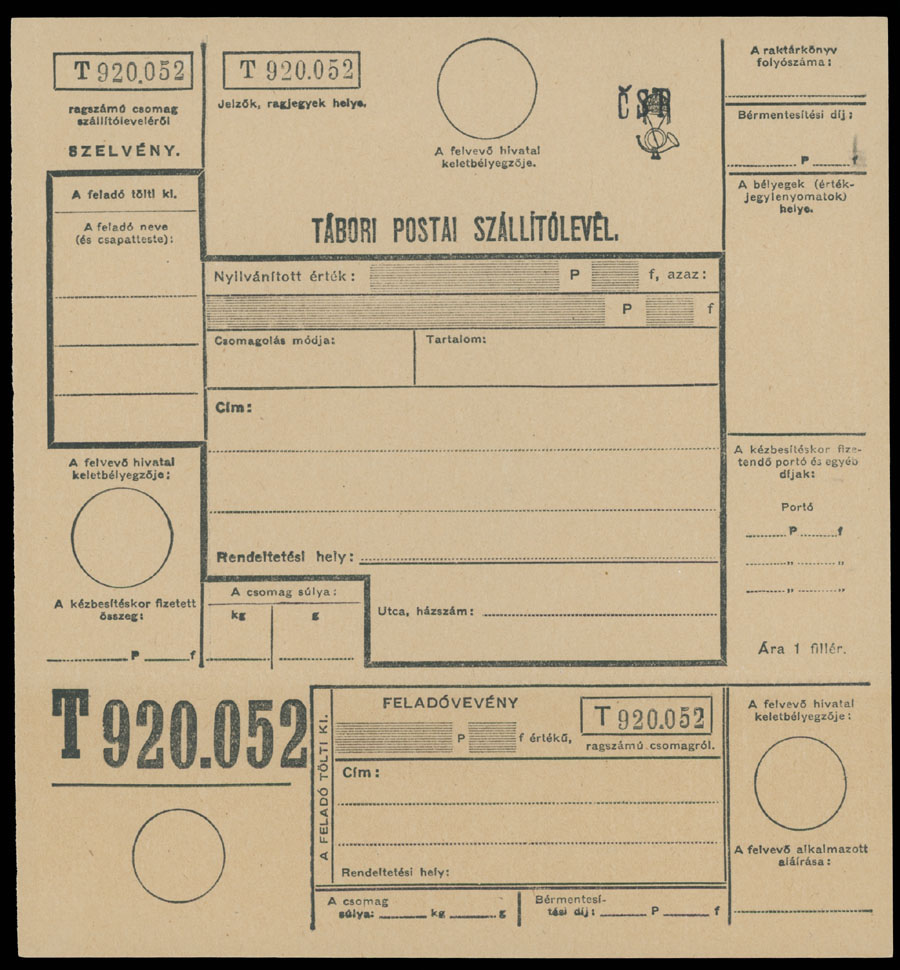 T 920.052
ragszámú csomag
szállítóleveléről
SZELVÉNY.
A feladó tölti ki.
A feladó neve
(és csapatteste):
A felvevő hivatal
keletbélyegzője:
A kézbesítéskor fizetett
összeg:
P f
T 920.052
Jelzők, ragjegyek helye.
A felvevő hivatal
keletbélyegzője.
ČSP
TÁBORI POSTAI SZÁLLÍTÓLEVÉL.
Nyilvánított érték: P f, azaz:
P f
Csomagolás módja:
Tartalom:
Cím:
Rendeltetési hely:
A csomag súlya:
kg g
Utca, házszám:
A raktárkönyv
folyószáma:
Bérmentesítési díj:
P f
A bélyegek (érték-
jegylenyomatok)
helye.
A kézbesítéskor fize-
tendő portó és egyéb
díjak:
Portó
P f
„ „
„ „
Ára 1 fillér.
T 920.052
A FELADÓ TÖLTI KI.
FELADÓVEVÉNY
P f értékű,
T 920.052
ragszámú csomagról.
Cím:
Rendeltetési hely:
A csomag
súlya: kg g
Bérmentesí-
tési díj: P f
A felvevő hivatal
keletbélyegzője:
A felvevő alkalmazott
aláírása: